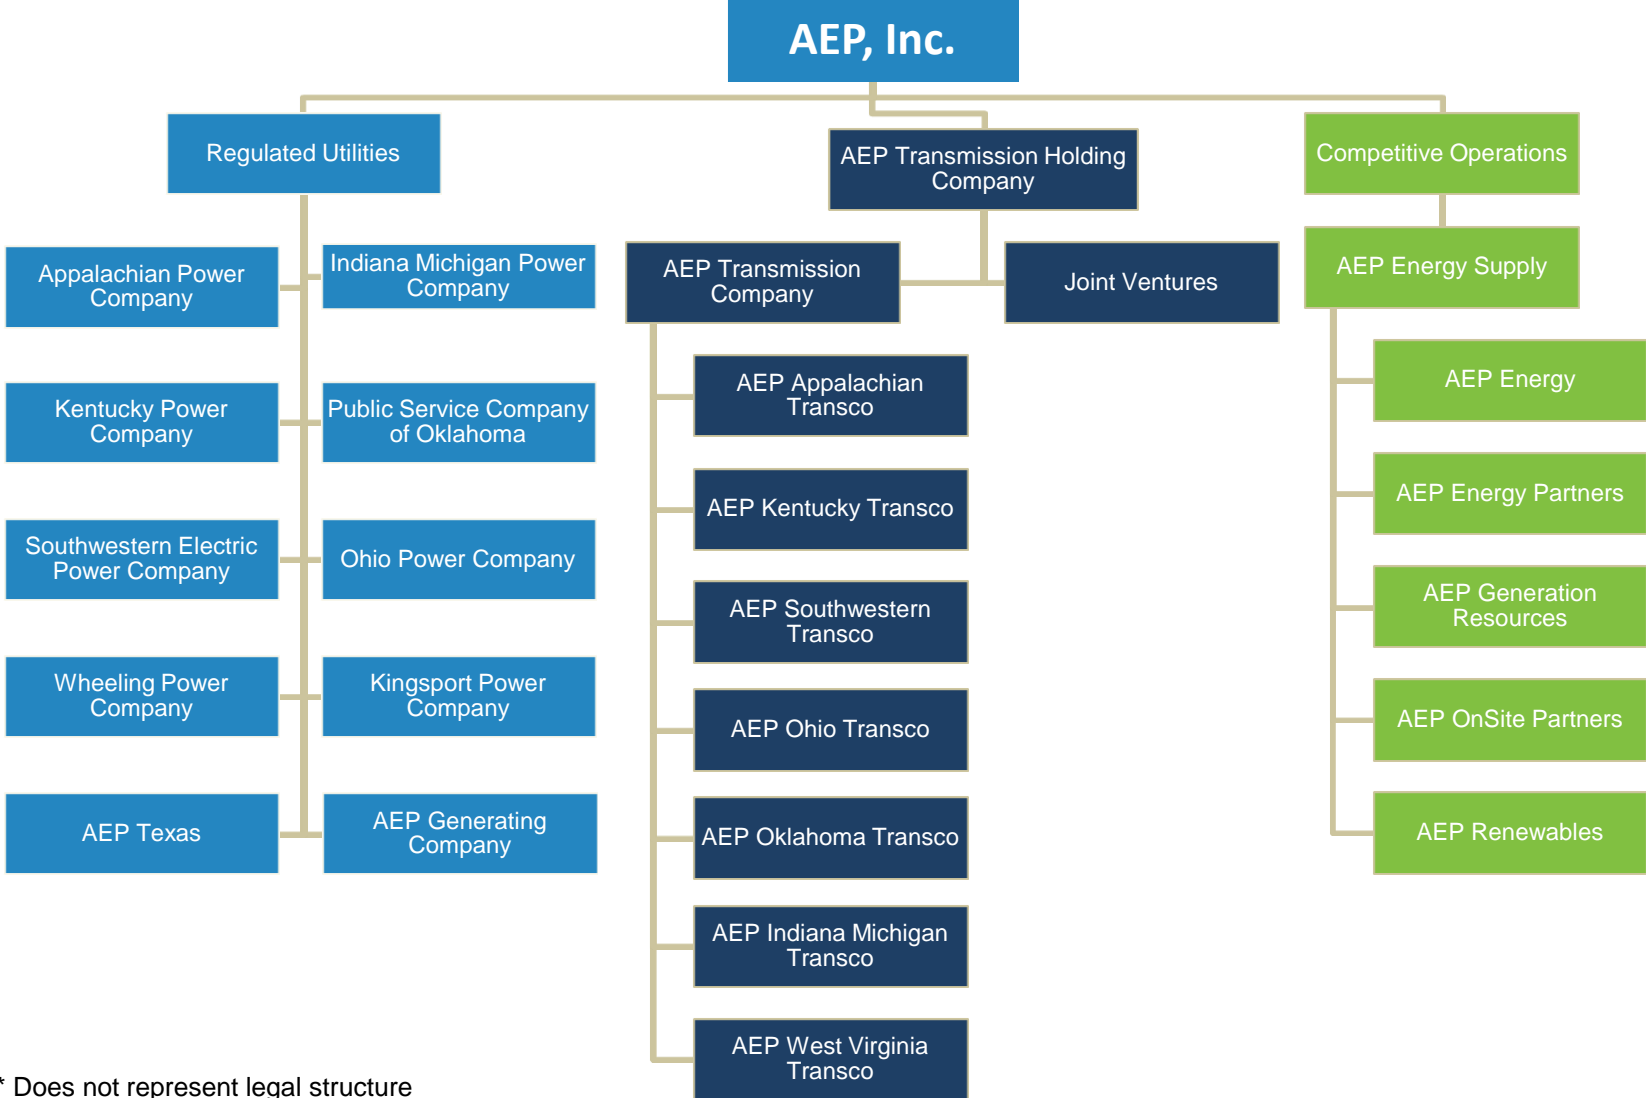 AEP, Inc.
Regulated Utilities
Appalachian Power
Company
Indiana Michigan Power
Company
Kentucky Power
Company
Public Service Company
of Oklahoma
Southwestern Electric
Power Company
Ohio Power Company
Wheeling Power
Company
Kingsport Power
Company
AEP Texas
AEP Generating
Company
AEP Transmission Holding
Company
AEP Transmission
Company
Joint Ventures
AEP Appalachian
Transco
AEP Kentucky Transco
AEP Southwestern
Transco
AEP Ohio Transco
AEP Oklahoma Transco
AEP Indiana Michigan
Transco
AEP West Virginia
Transco
Competitive Operations
AEP Energy Supply
AEP Energy
AEP Energy Partners
AEP Generation
Resources
AEP OnSite Partners
AEP Renewables
* Does not represent legal structure